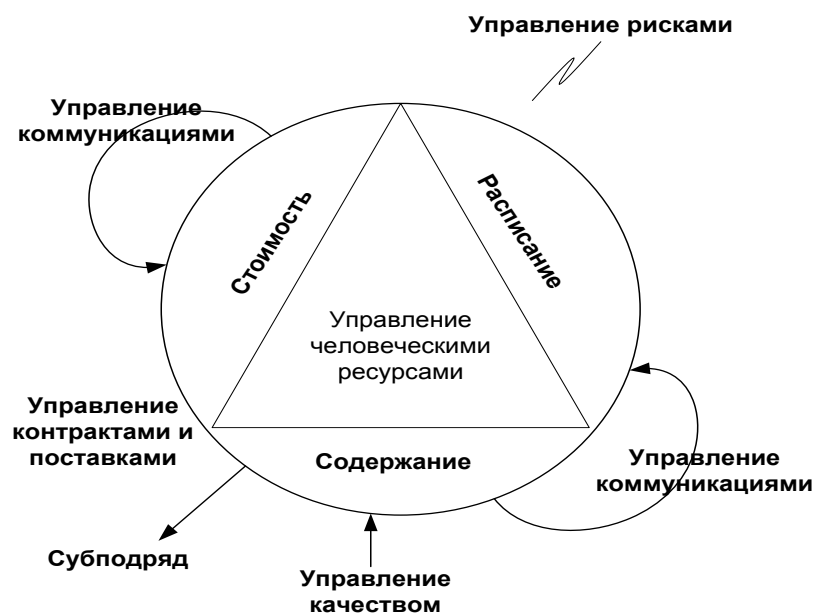 Управление рисками
Управление
коммуникациями
Стоимость
Расписание
Управление
человеческими
ресурсами
Управление
контрактами и
поставками
Содержание
Управление
коммуникациями
Субподряд
Управление
качеством